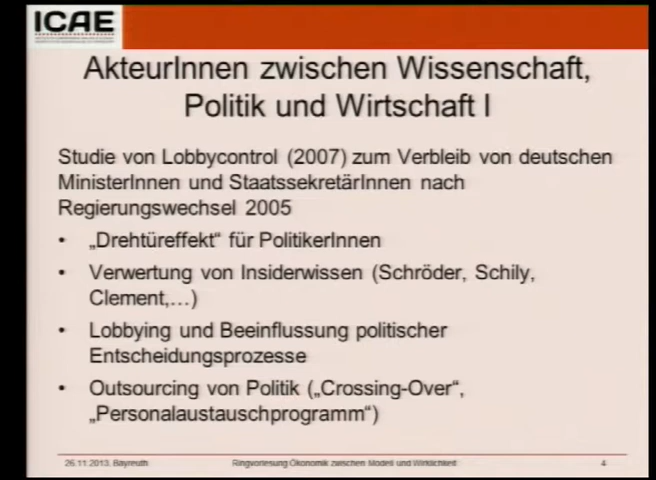 ICAE
AkteurInnen zwischen Wissenschaft,
Politik und Wirtschaft I
Studie von Lobbycontrol (2007) zum Verbleib von deutschen
MinisterInnen und StaatssekretärInnen nach
Regierungswechsel 2005
• „Drehtüreffekt“ für PolitikerInnen
• Verwertung von Insiderwissen (Schröder, Schily,
Clement,…)
• Lobbying und Beeinflussung politischer
Entscheidungsprozesse
• Outsourcing von Politik („Crossing-Over“,
„Personalaustauschprogramm“)
26.11.2013, Bayreuth Ringvorlesung Ökonomik zwischen Modell und Wirklichkeit 4